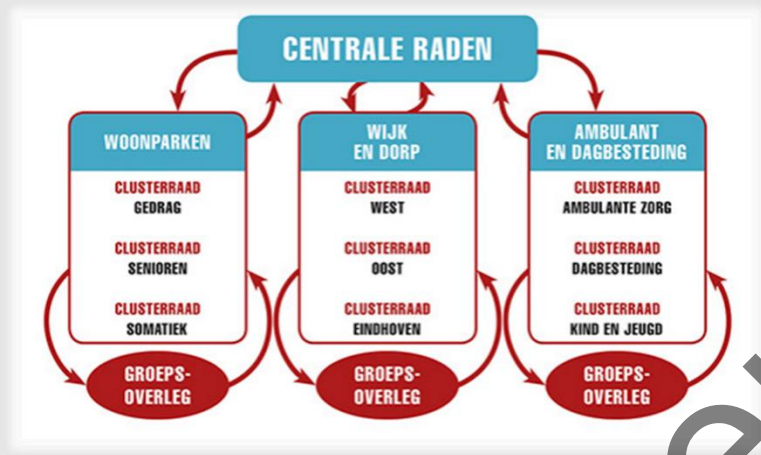 CENTRALE RADEN
WOONPARKEN
CLUSTERRAAD
GEDRAG
CLUSTERRAAD
SENIOREN
CLUSTERRAAD
SOMATIEK
GROEPS-
OVERLEG
WIJK
EN DORP
CLUSTERRAAD
WEST
CLUSTERRAAD
OOST
CLUSTERRAAD
EINDHOVEN
GROEPS-
OVERLEG
AMBULANT
EN DAGBESTEDING
CLUSTERRAAD
AMBULANTE ZORG
CLUSTERRAAD
DAGBESTEDING
CLUSTERRAAD
KIND EN JEUGD
GROEPS-
OVERLEG